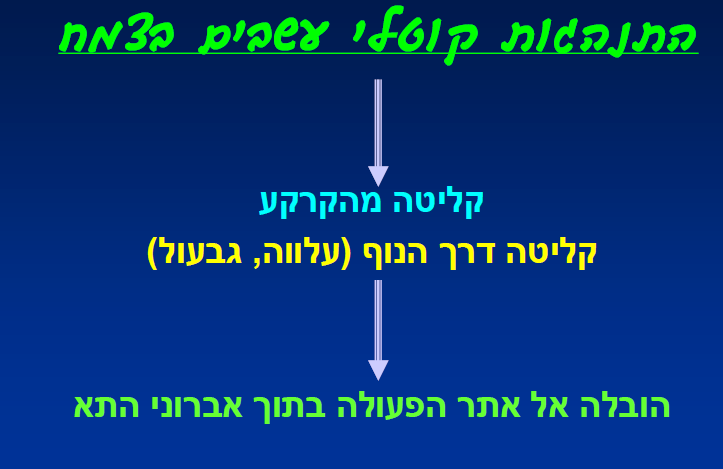 התנהגות קוטלי עשבים בצמח
קליטה מהקרקע
קליטה דרך הנוף (עלווה, גבעול)
הובלה אל אתר הפעולה בתוך אברוני התא